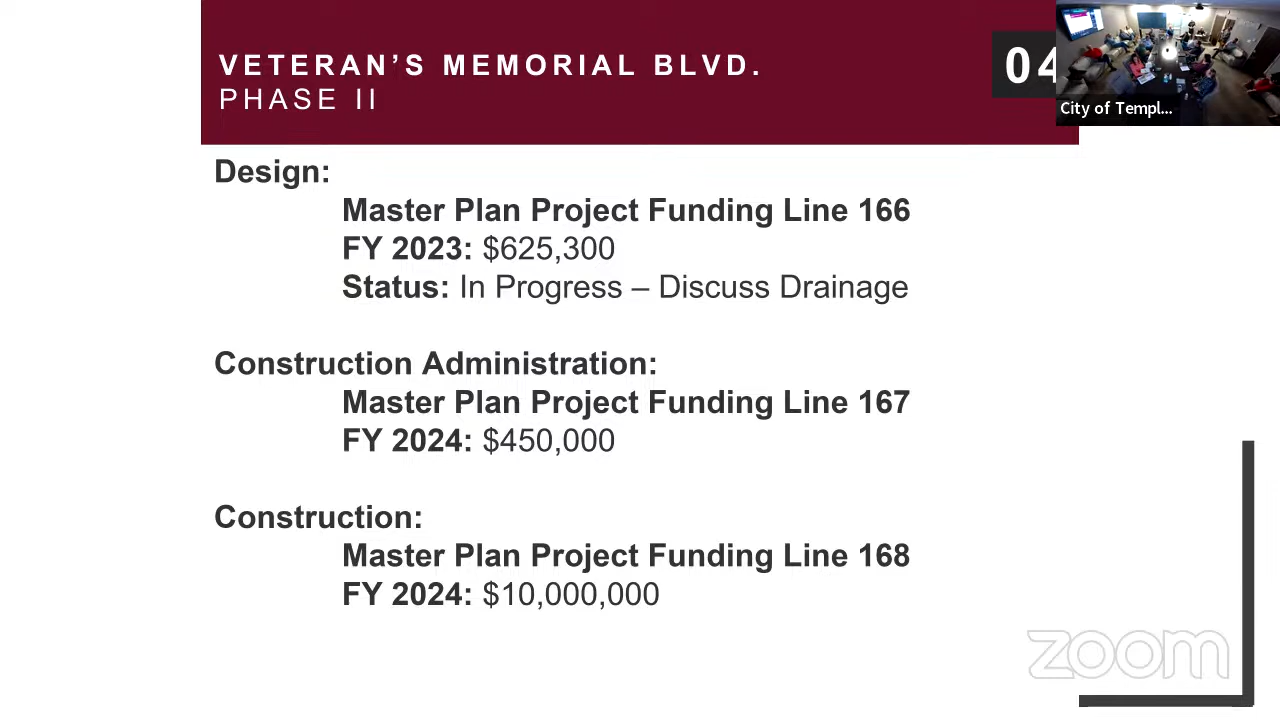 VETERAN’S MEMORIAL BLVD.
PHASE II
04
City of Templ...
Design:
Master Plan Project Funding Line 166
FY 2023: $625,300
Status: In Progress – Discuss Drainage
Construction Administration:
Master Plan Project Funding Line 167
FY 2024: $450,000
Construction:
Master Plan Project Funding Line 168
FY 2024: $10,000,000
zoom